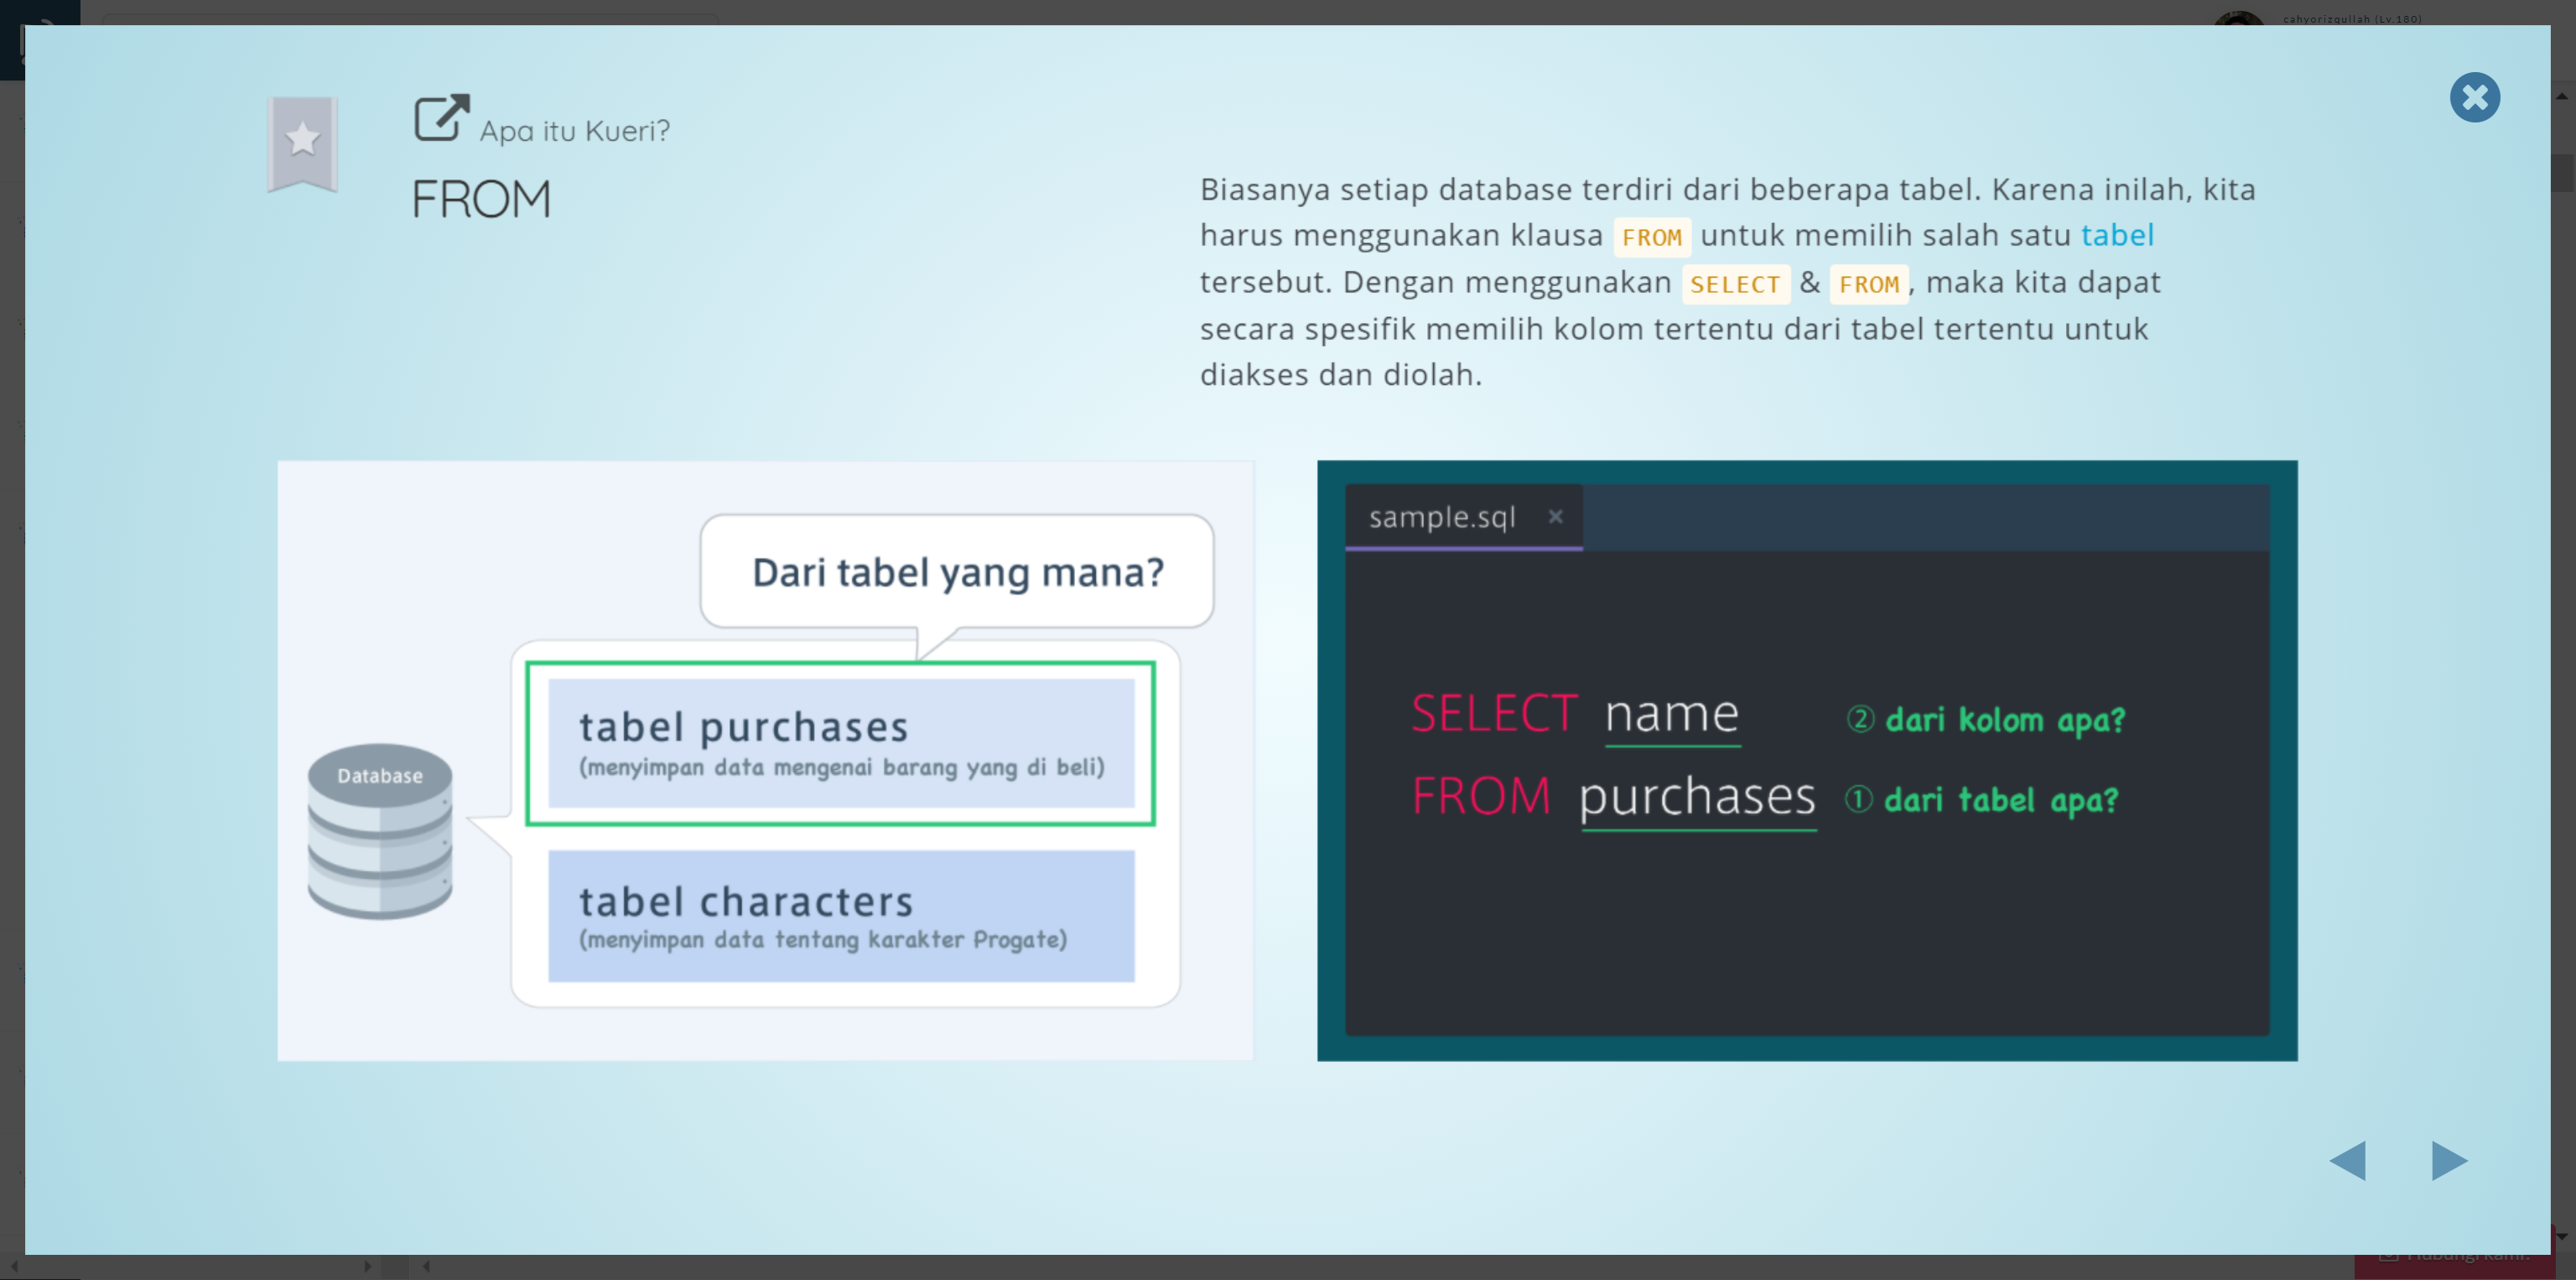 cahyorizqullah (Lv.180)
Apa itu Kueri?
FROM
Biasanya setiap database terdiri dari beberapa tabel. Karena inilah, kita
harus menggunakan klausa FROM untuk memilih salah satu tabel
tersebut. Dengan menggunakan SELECT & FROM, maka kita dapat
secara spesifik memilih kolom tertentu dari tabel tertentu untuk
diakses dan diolah.
Dari tabel yang mana?
tabel purchases
(menyimpan data mengenai barang yang di beli)
Database
tabel characters
(menyimpan data tentang karakter Progate)
sample.sql ×
SELECT name ② dari kolom apa?
FROM purchases ① dari tabel apa?
Hubungi kami